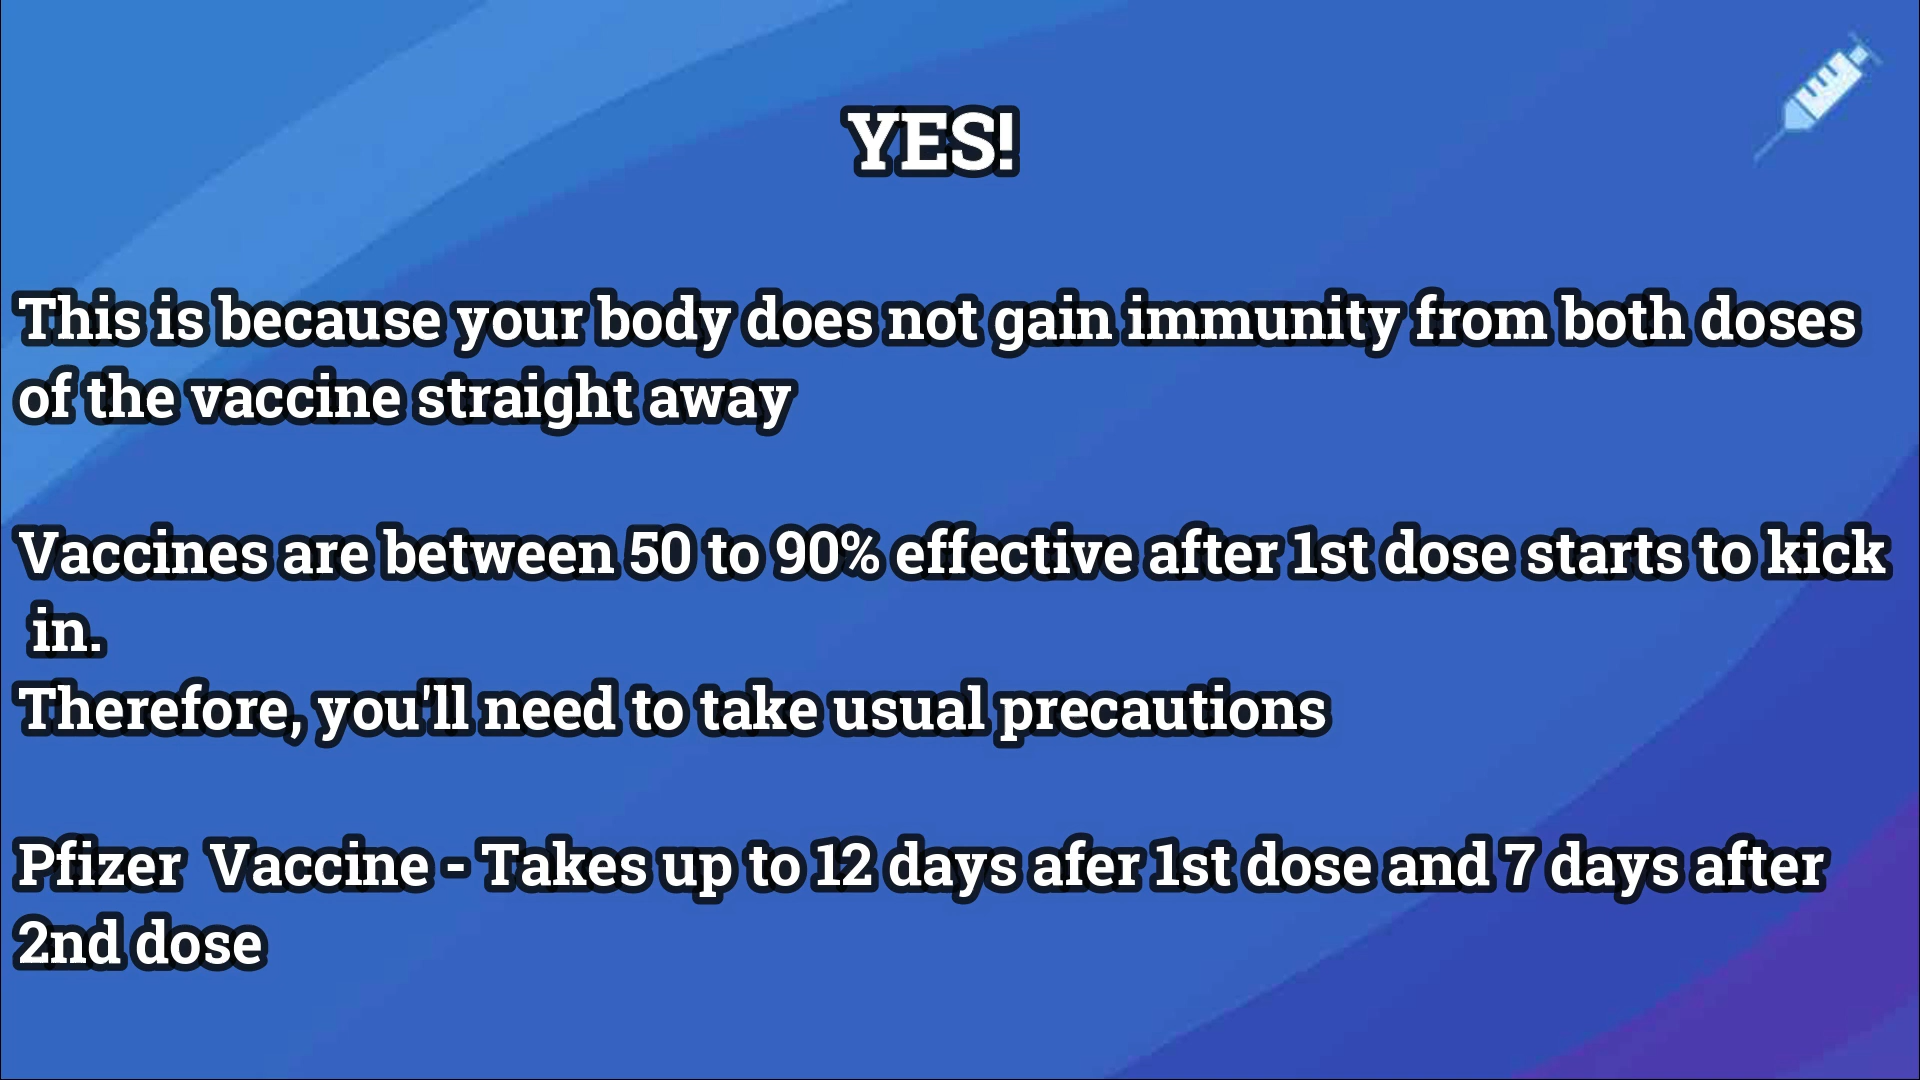 YES!
This is because your body does not gain immunity from both doses
of the vaccine straight away
Vaccines are between 50 to 90% effective after 1st dose starts to kick
in.
Therefore, you'll need to take usual precautions
Pfizer  Vaccine - Takes up to 12 days afer 1st dose and 7 days after
2nd dose